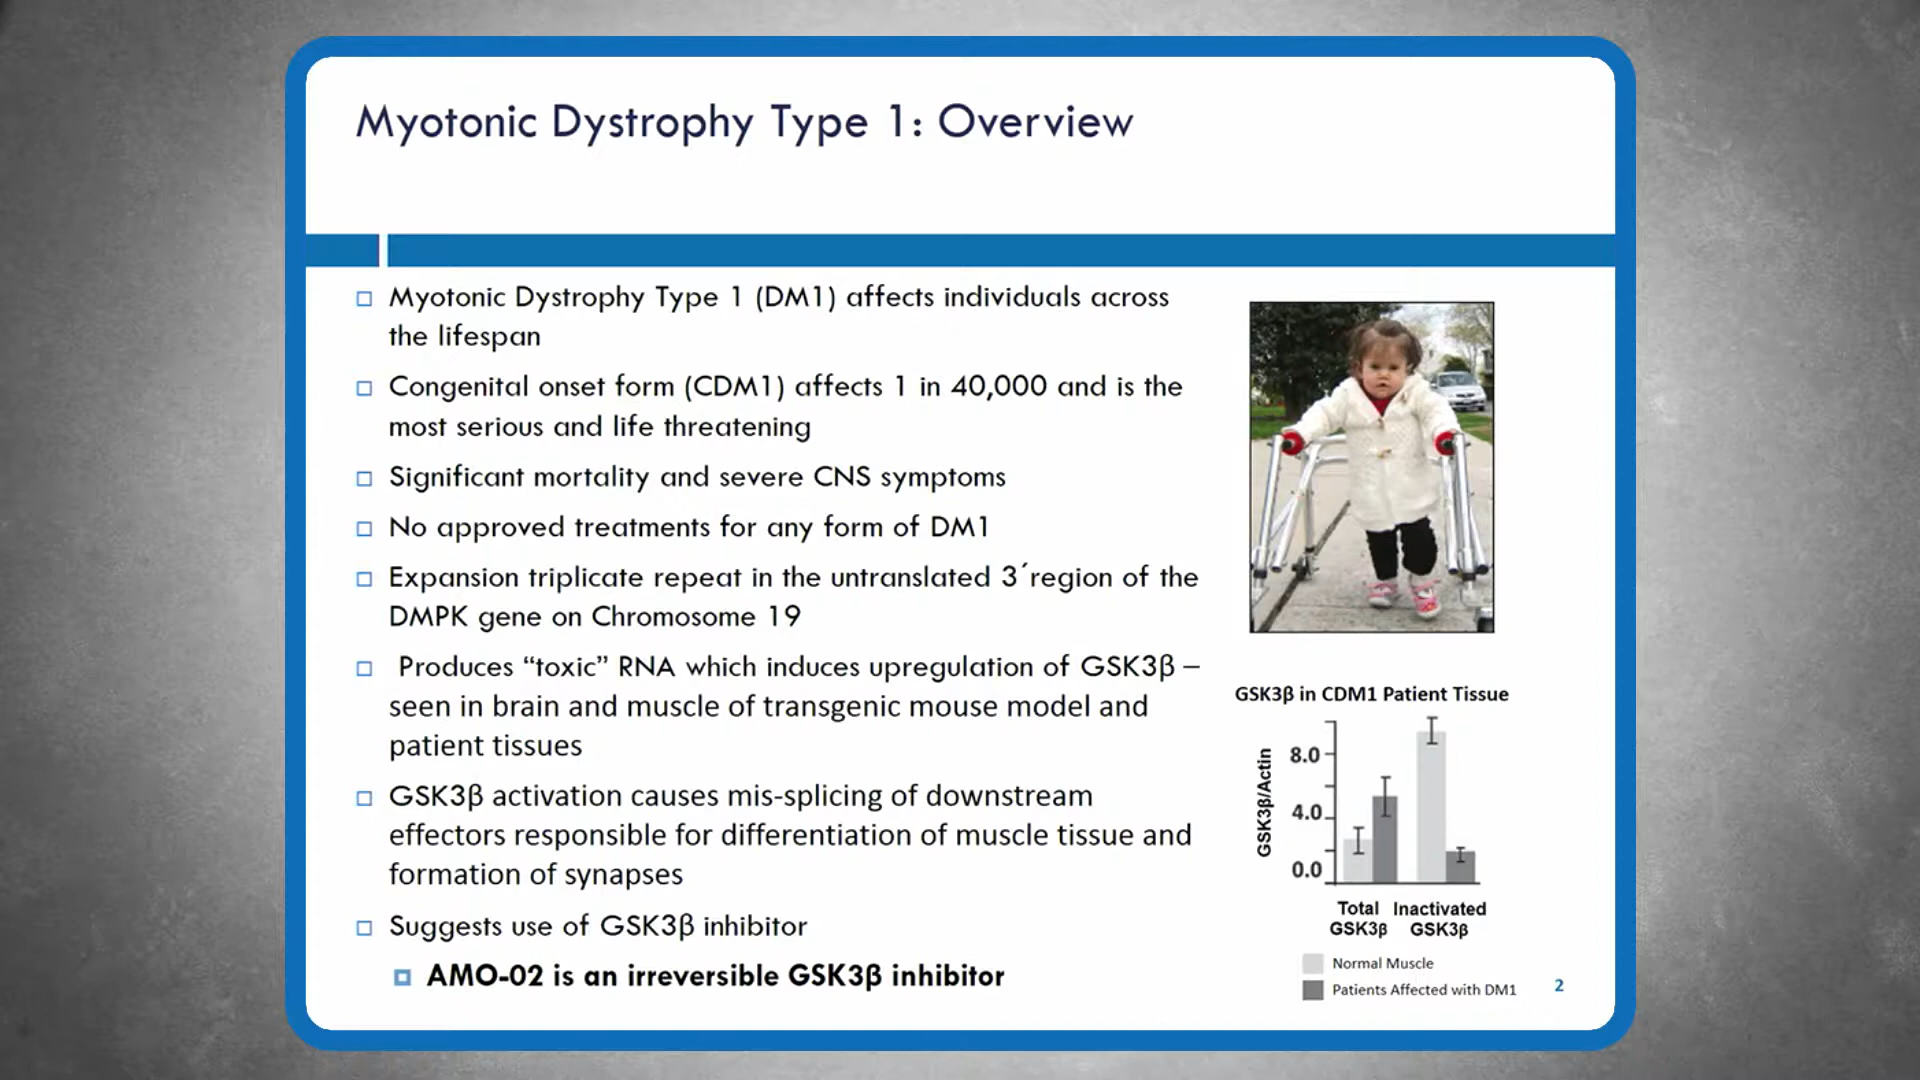 Myotonic Dystrophy Type 1: Overview
Myotonic Dystrophy Type 1 (DM1) affects individuals across
the lifespan
Congenital onset form (CDM1) affects 1 in 40,000 and is the
most serious and life threatening
Significant mortality and severe CNS symptoms
No approved treatments for any form of DM1
Expansion triplicate repeat in the untranslated 3´region of the
DMPK gene on Chromosome 19
Produces “toxic” RNA which induces upregulation of GSK3β –
seen in brain and muscle of transgenic mouse model and
patient tissues
GSK3β activation causes mis-splicing of downstream
effectors responsible for differentiation of muscle tissue and
formation of synapses
Suggests use of GSK3β inhibitor
AMO-02 is an irreversible GSK3β inhibitor
GSK3β in CDM1 Patient Tissue
GSK3β/Actin
8.0
4.0
0.0
Total Inactivated
GSK3β GSK3β
Normal Muscle
Patients Affected with DM1
2